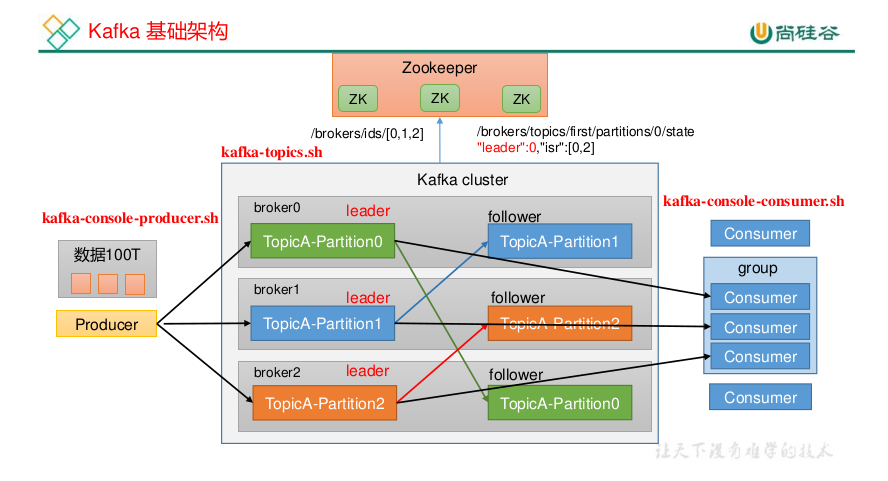 Kafka 基础架构
尚硅谷
Zookeeper
ZK
ZK
ZK
/brokers/ids/[0,1,2]
/brokers/topics/first/partitions/0/state
"leader":0,"isr":[0,2]
kafka-topics.sh
Kafka cluster
kafka-console-producer.sh
kafka-console-consumer.sh
数据100T
Producer
broker0
leader
follower
TopicA-Partition0
TopicA-Partition1
broker1
leader
follower
TopicA-Partition1
TopicA-Partition2
broker2
leader
follower
TopicA-Partition2
TopicA-Partition0
Consumer
group
Consumer
Consumer
Consumer
Consumer
让天下没有难学的技术